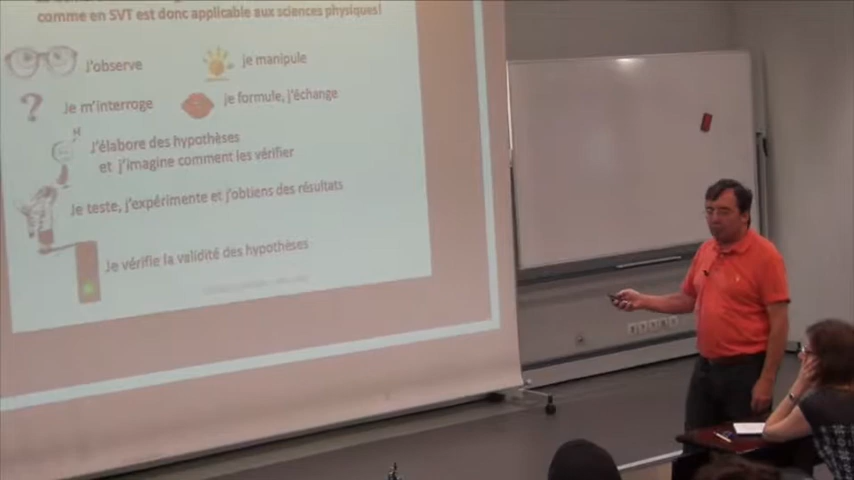 comme en SVT est donc applicable aux sciences physiques!
J'observe
je manipule
?
Je m'interroge
je formule, j'échange
J'élabore des hypothèses
et j'imagine comment les vérifier
Je teste, j'expérimente et j'obtiens des résultats
Je vérifie la validité des hypothèses